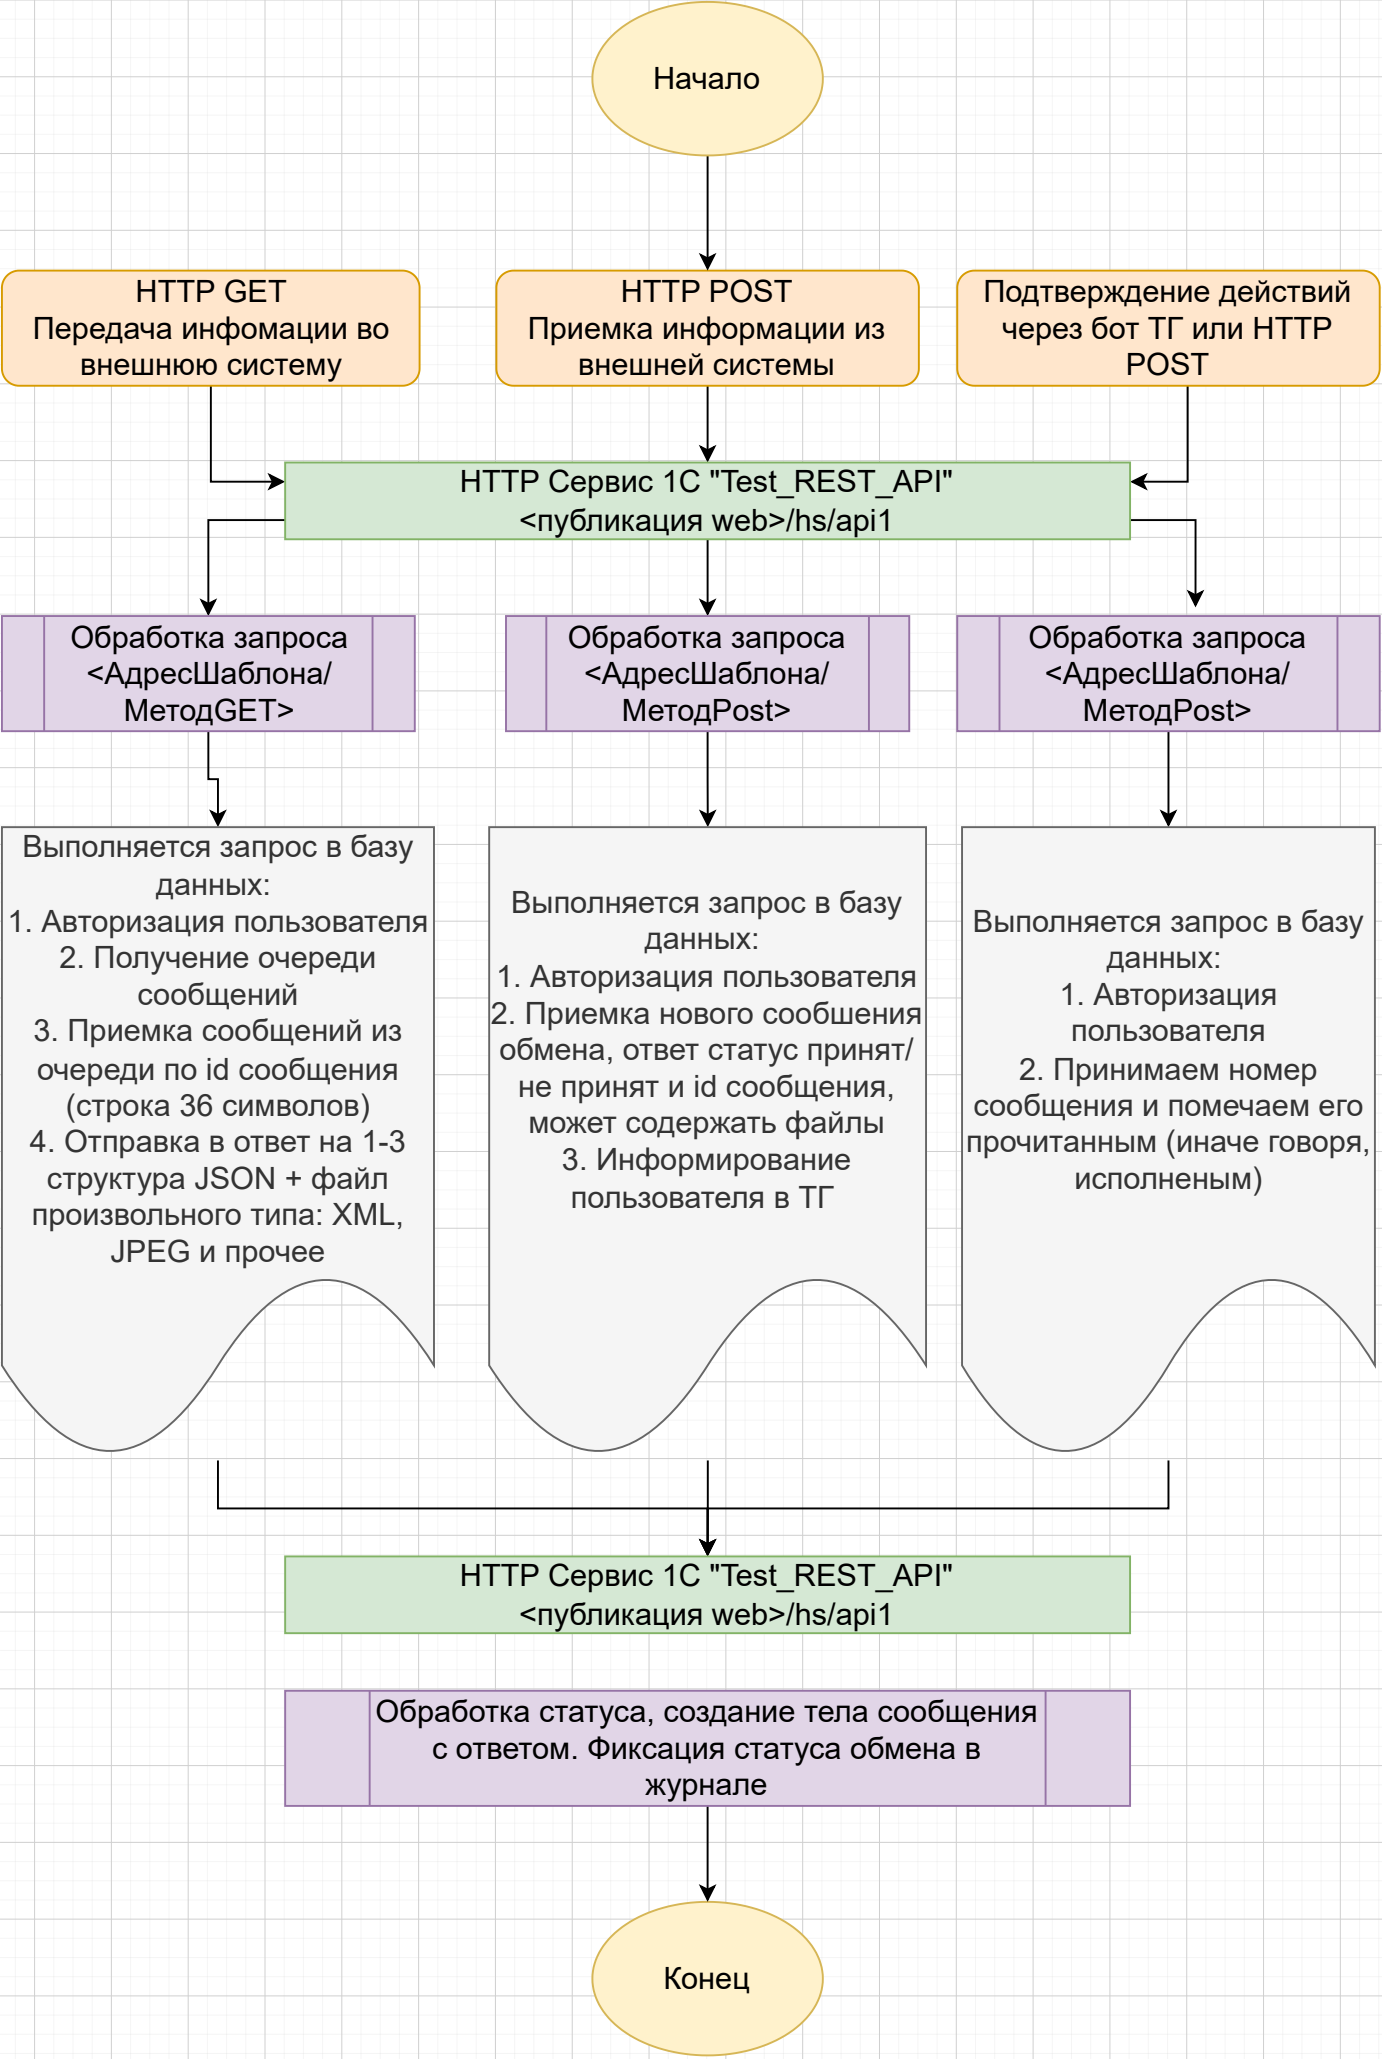 Начало
HTTP GET
Передача инфомации во
внешнюю систему
HTTP POST
Приемка информации из
внешней системы
Подтверждение действий
через бот ТГ или HTTP
POST
HTTP Сервис 1С "Test_REST_API"
<публикация web>/hs/api1
Обработка запроса
<АдресШаблона/
МетодGET>
Обработка запроса
<АдресШаблона/
МетодPost>
Обработка запроса
<АдресШаблона/
МетодPost>
Выполняется запрос в базу
данных:
1. Авторизация пользователя
2. Получение очереди
сообщений
3. Приемка сообщений из
очереди по id сообщения
(строка 36 символов)
4. Отправка в ответ на 1-3
структура JSON + файл
произвольного типа: XML,
JPEG и прочее
Выполняется запрос в базу
данных:
1. Авторизация пользователя
2. Приемка нового сообшения
обмена, ответ статус принят/
не принят и id сообщения,
может содержать файлы
3. Информирование
пользователя в ТГ
Выполняется запрос в базу
данных:
1. Авторизация
пользователя
2. Принимаем номер
сообщения и помечаем его
прочитанным (иначе говоря,
исполненым)
HTTP Сервис 1С "Test_REST_API"
<публикация web>/hs/api1
Обработка статуса, создание тела сообщения
с ответом. Фиксация статуса обмена в
журнале
Конец